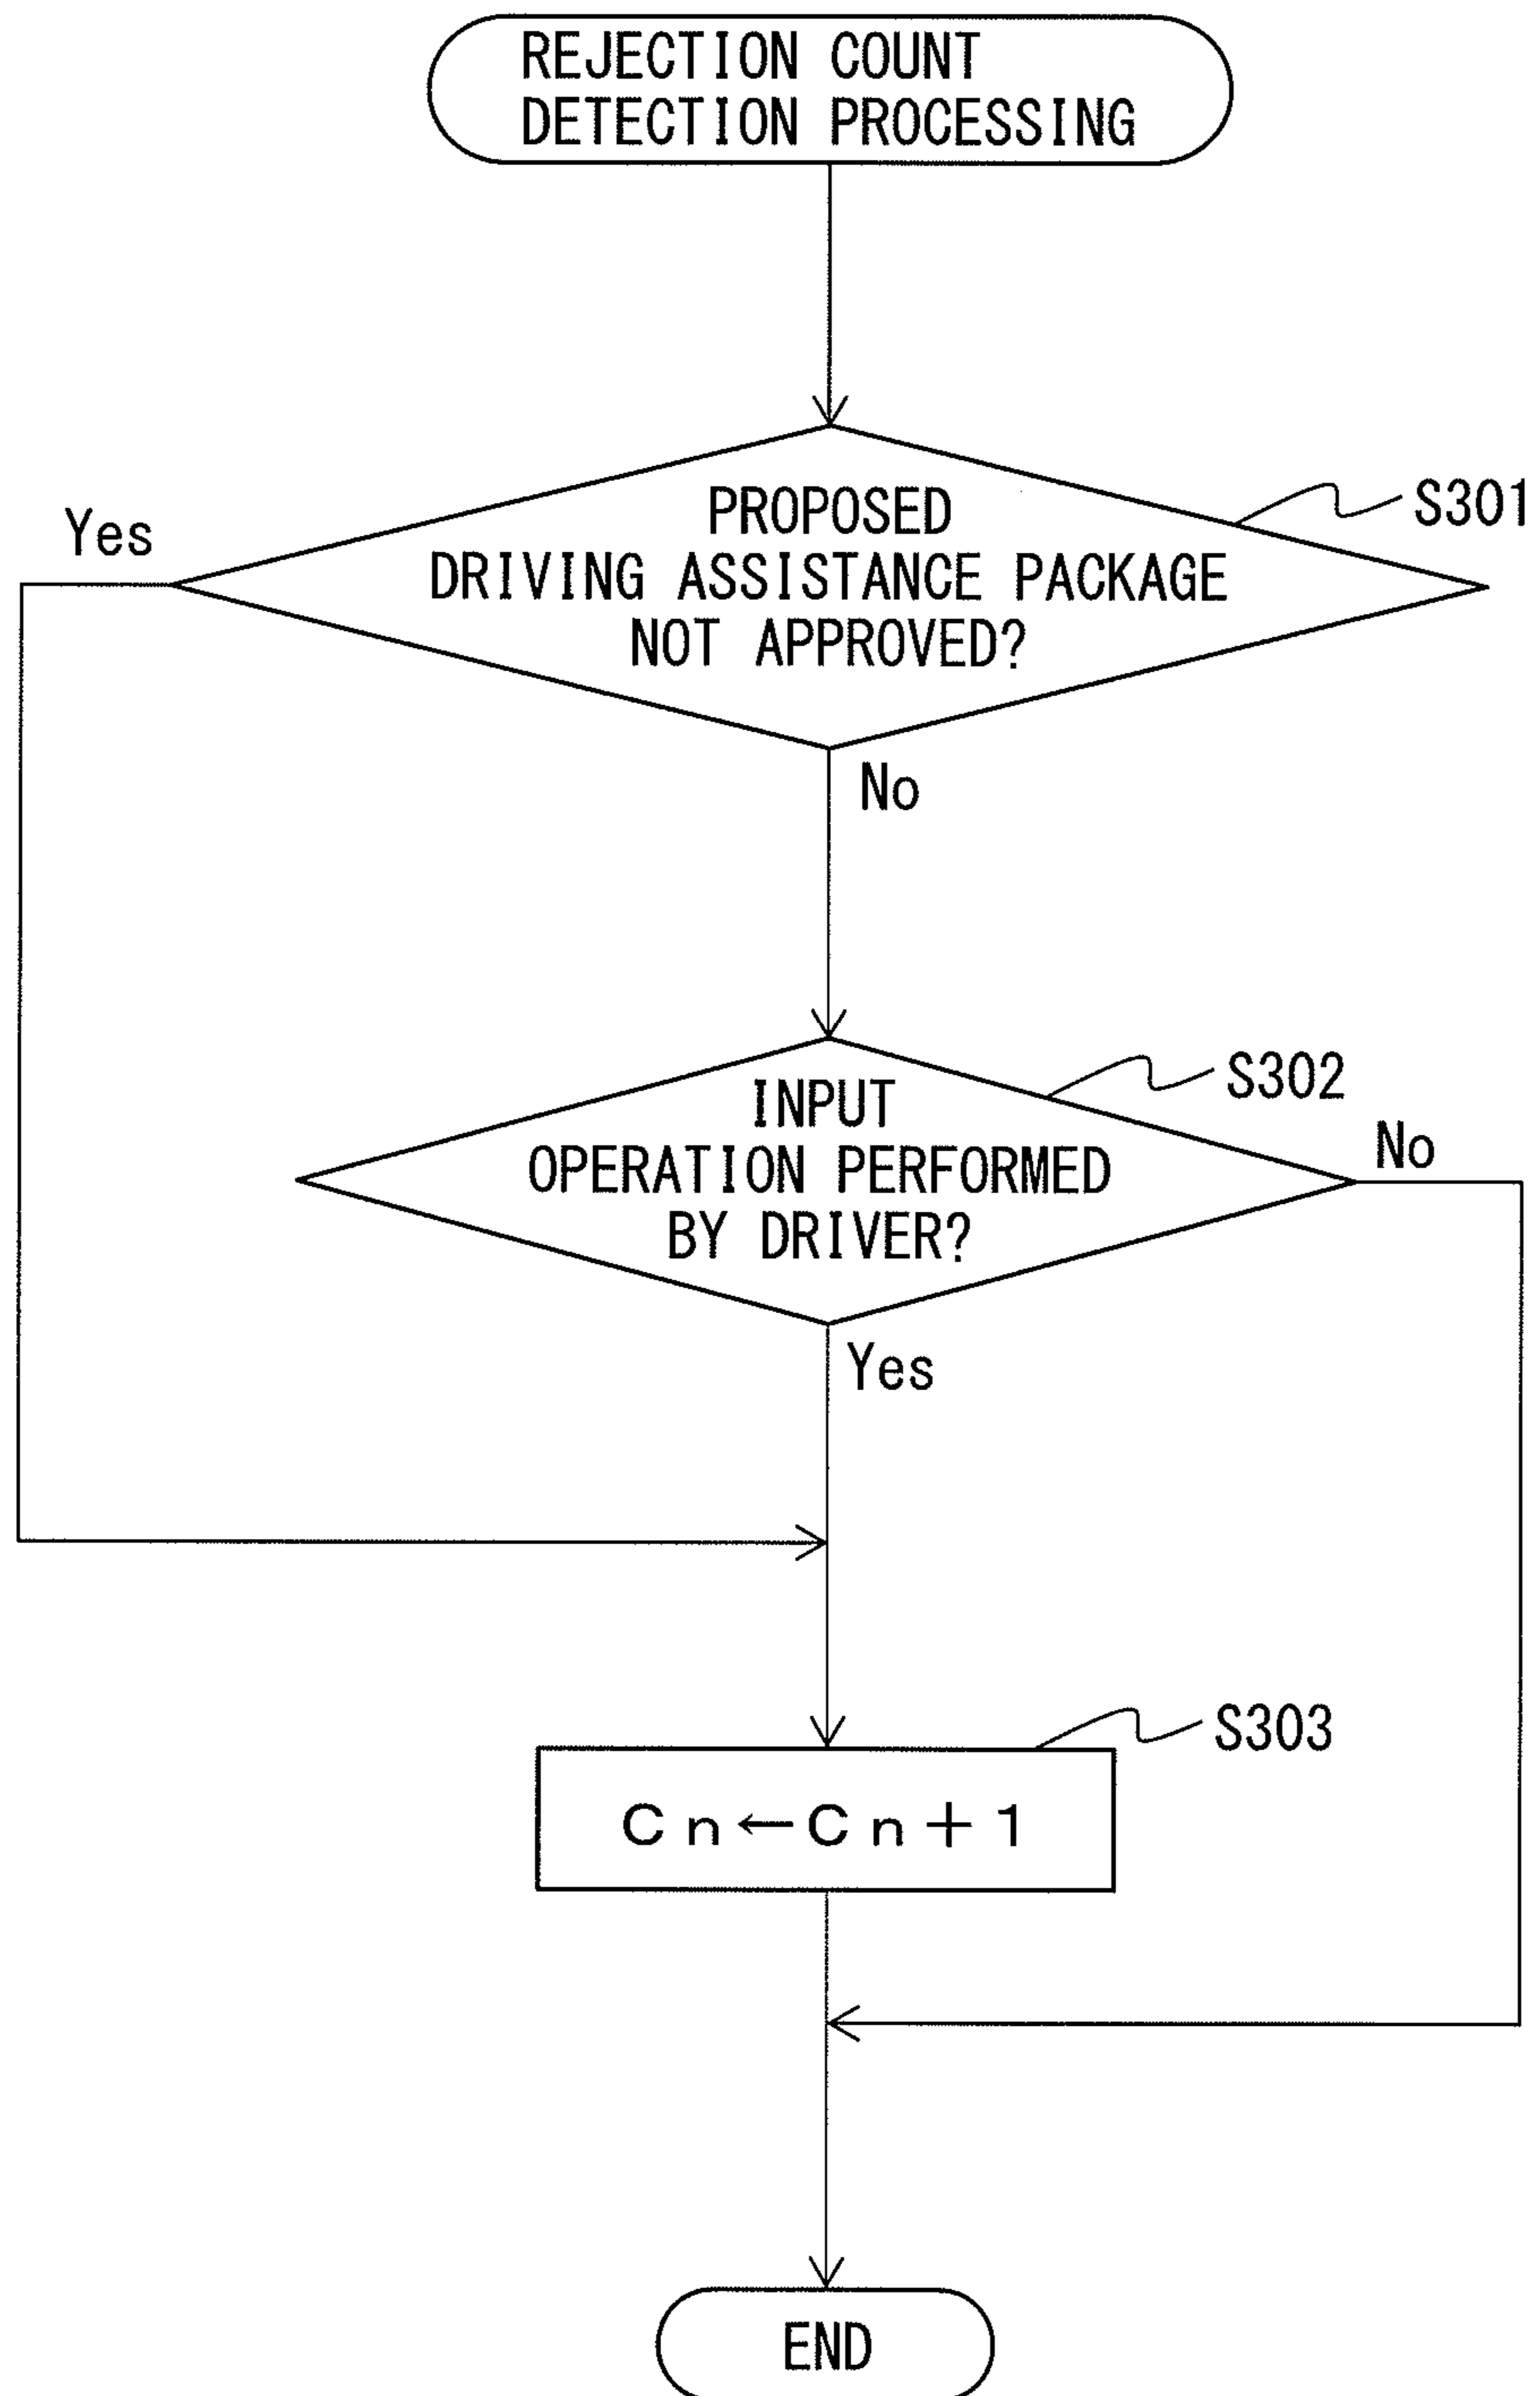 REJECTION COUNT
DETECTION PROCESSING
S301
Yes
PROPOSED
DRIVING ASSISTANCE PACKAGE
NOT APPROVED?
No
S302
INPUT
OPERATION PERFORMED
BY DRIVER?
No
Yes
S303
Cn←Cn+1
END